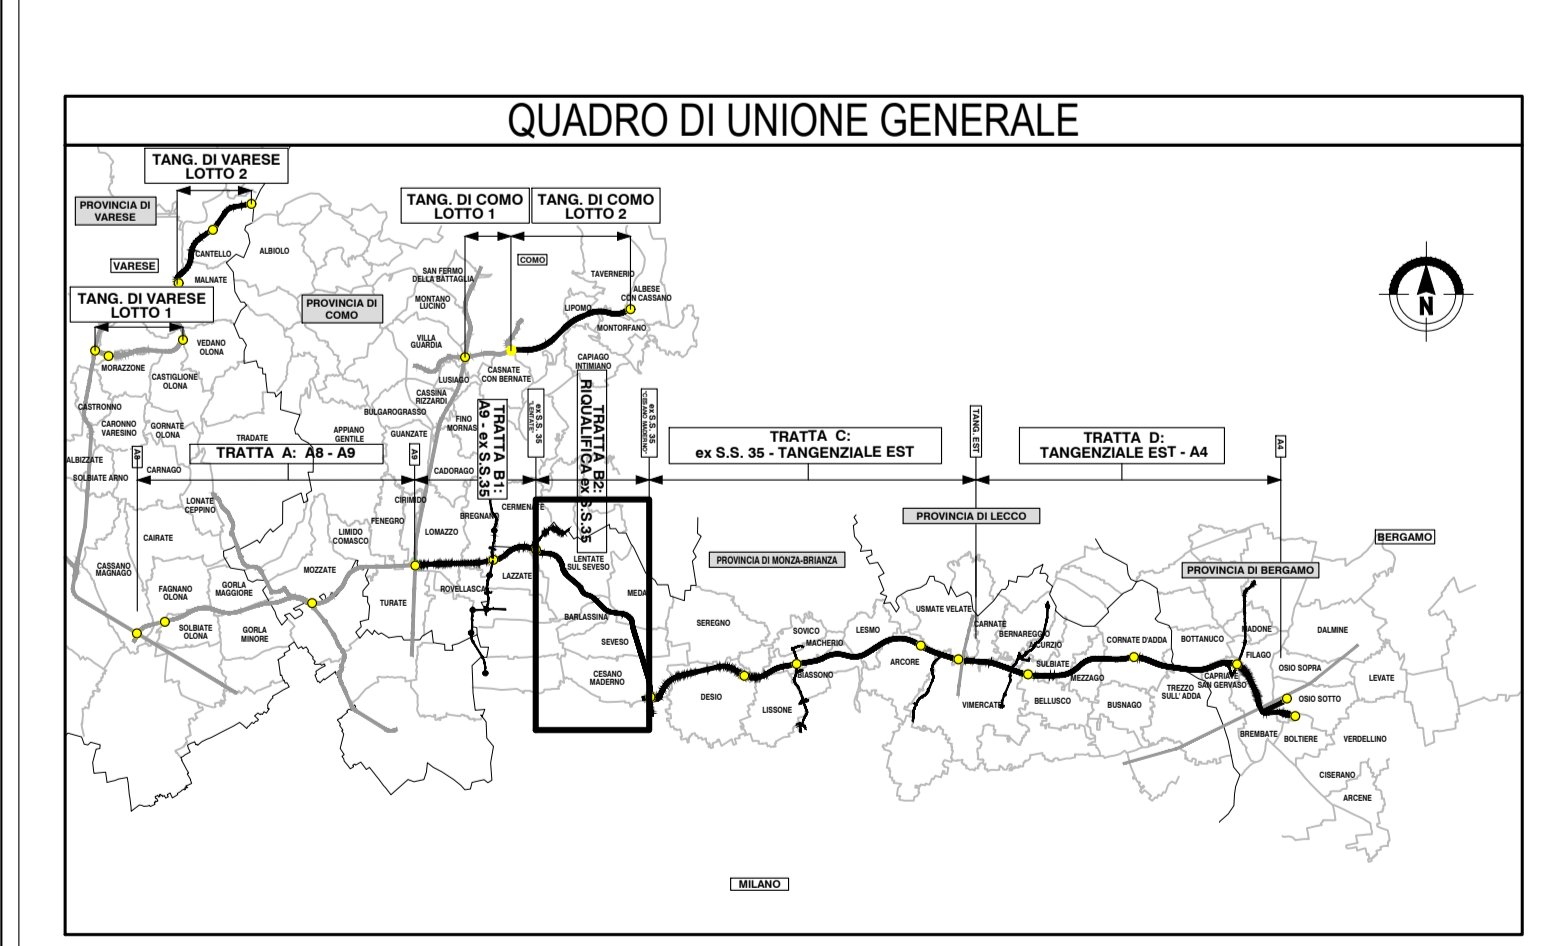 QUADRO DI UNIONE GENERALE
TANG. DI VARESE
LOTTO 2
PROVINCIA DI
VARESE
TANG. DI COMO
LOTTO 1
TANG. DI COMO
LOTTO 2
CANTELLO
ALBIOLO
VARESE
MALNATE
COMO
SAN FERMO
DELLA BATTAGLIA
TAVERNERIO
ALBESE
CON CASSANO
TANG. DI VARESE
LOTTO 1
PROVINCIA DI
COMO
MONTANO
LUCINO
LIPOMO
MONTORFANO
N
VEDANO
OLONA
VILLA
GUARDIA
MORAZZONE
CASTIGLIONE
OLONA
LUSIAGO
CASNATE
CON BERNATE
CAPIAGO
INTIMIANO
CASSINA
RIZZARDI
CASTRONNO
BULGAROGRASSO
CARONNO
VARESINO
GORNATE
OLONA
TRADATE
APPIANO
GENTILE
GUANZATE
FINO
MORNAS
TRATTA B1:
A9 - ex S.S.35
ex S.S. 35
"LENTATE"
TRATTA B2:
RIQUALIFICA ex S.S.35
ex S.S. 35
"CESANO MADERNO"
TRATTA C:
ex S.S. 35 - TANGENZIALE EST
TANG. EST
TRATTA D:
TANGENZIALE EST - A4
A4
ALBIZZATE
SOLBIATE ARNO
A8
CARNAGO
TRATTA A: A8 - A9
A9
CADORAGO
LONATE
CEPPINO
CIRIMIDO
FENEGRO
BREGNANO
CERMENATE
LIMIDO
COMASCO
LOMAZZO
CAIRATE
PROVINCIA DI LECCO
PROVINCIA DI MONZA-BRIANZA
BERGAMO
PROVINCIA DI BERGAMO
CASSANO
MAGNAGO
MOZZATE
LENTATE
SUL SEVESO
LAZZATE
FAGNANO
OLONA
GORLA
MAGGIORE
ROVELLASCA
TURATE
MEDA
BARLASSINA
SOLBIATE
OLONA
GORLA
MINORE
SEVESO
SEREGNO
SOVICO
MACHERIO
LESMO
USMATE VELATE
CARNATE
BERNAREGGIO
AICURZIO
SULBIATE
CORNATE D'ADDA
BOTTANUCO
MADONE
DALMINE
FILAGO
OSIO SOPRA
CESANO
MADERNO
DESIO
BIASSONO
LISSONE
ARCORE
VIMERCATE
MEZZAGO
BELLUSCO
BUSNAGO
TREZZO
SULL' ADDA
CAPRIATE
SAN GERVASO
LEVATE
OSIO SOTTO
BREMBATE
BOLTIERE
VERDELLINO
CISERANO
ARCENE
MILANO